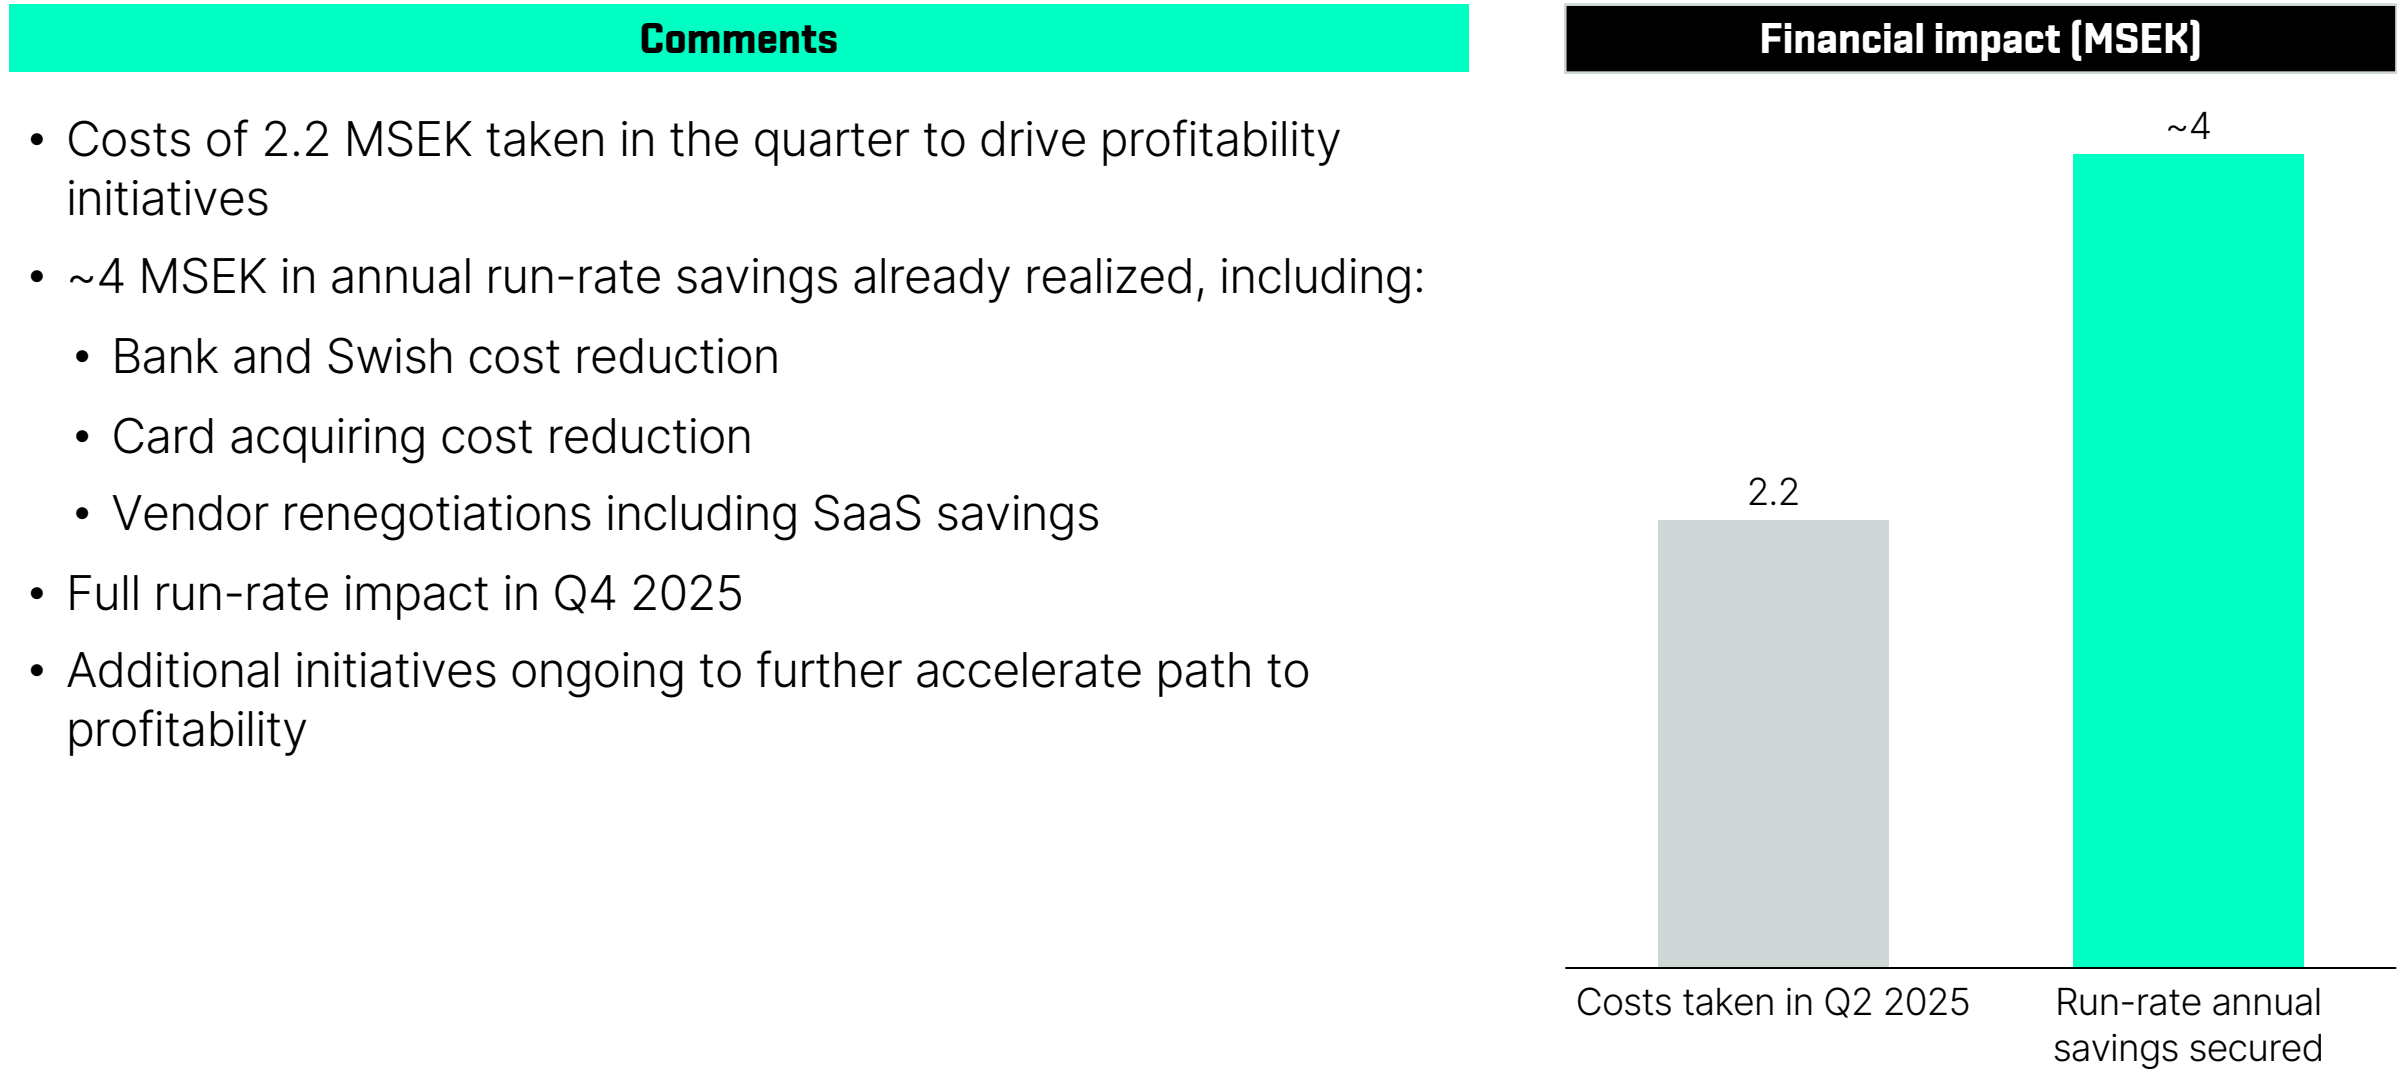 Comments
• Costs of 2.2 MSEK taken in the quarter to drive profitability
initiatives
• ~4 MSEK in annual run-rate savings already realized, including:
• Bank and Swish cost reduction
• Card acquiring cost reduction
• Vendor renegotiations including SaaS savings
• Full run-rate impact in Q4 2025
• Additional initiatives ongoing to further accelerate path to
profitability
Financial impact (MSEK)
~4
2.2
Costs taken in Q2 2025
Run-rate annual
savings secured